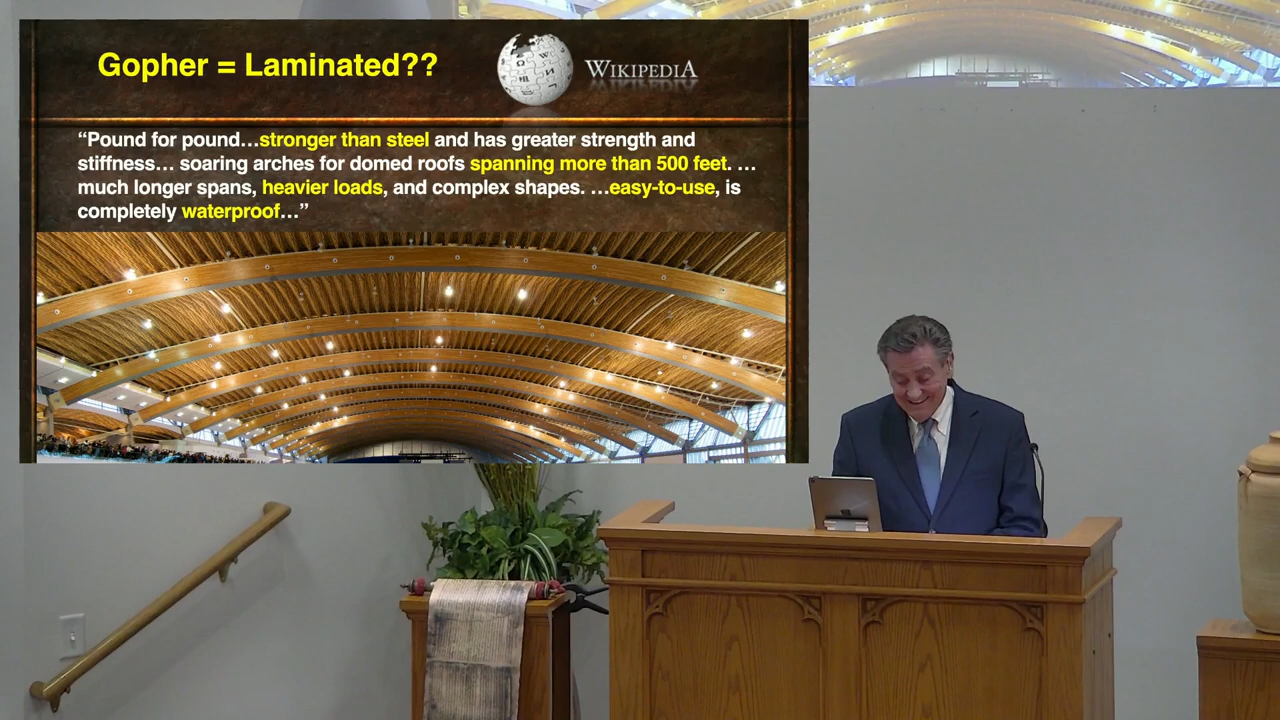 Gopher = Laminated??
WIKIPEDIA
“Pound for pound…stronger than steel and has greater strength and
stiffness… soaring arches for domed roofs spanning more than 500 feet. …
much longer spans, heavier loads, and complex shapes. …easy-to-use, is
completely waterproof…”